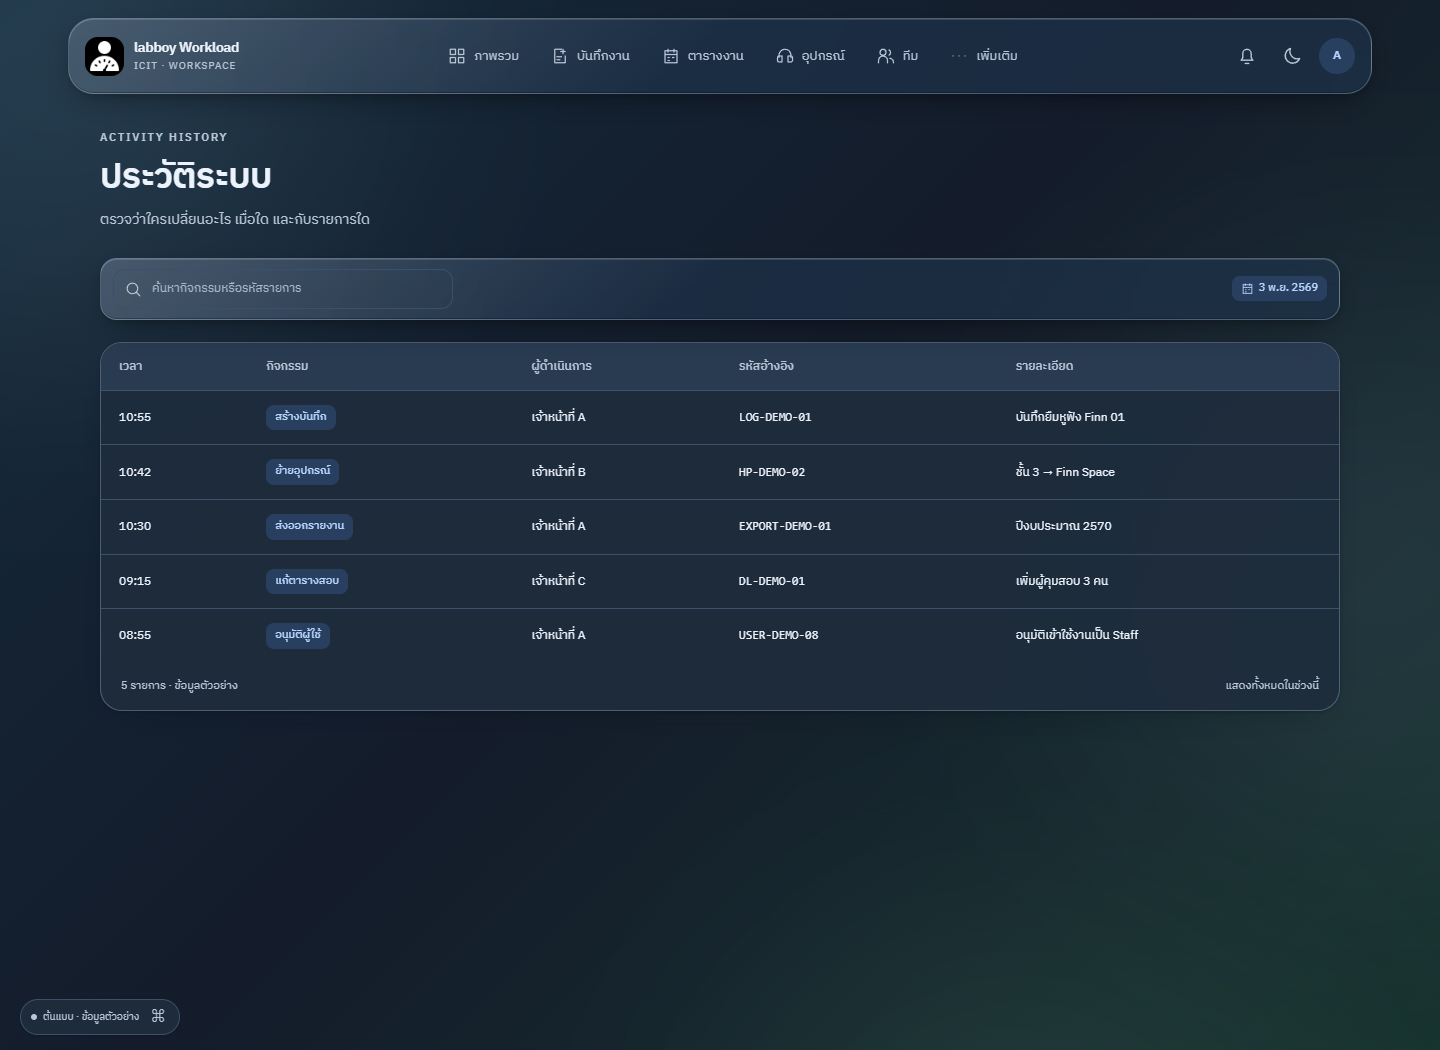 labboy Workload
ICIT · WORKSPACE
ภาพรวม
บันทึกงาน
ตารางงาน
อุปกรณ์
ทีม
··· เพิ่มเติม
A
ACTIVITY HISTORY
ประวัติระบบ
ตรวจว่าใครเปลี่ยนอะไร เมื่อใด และกับรายการใด
ค้นหากิจกรรมหรือรหัสรายการ
3 พ.ย. 2569
เวลา กิจกรรม ผู้ดำเนินการ รหัสอ้างอิง รายละเอียด
10:55 สร้างบันทึก เจ้าหน้าที่ A LOG-DEMO-01 บันทึกยืมหูฟัง Finn 01
10:42 ย้ายอุปกรณ์ เจ้าหน้าที่ B HP-DEMO-02 ชั้น 3 → Finn Space
10:30 ส่งออกรายงาน เจ้าหน้าที่ A EXPORT-DEMO-01 ปีงบประมาณ 2570
09:15 แก้ตารางสอบ เจ้าหน้าที่ C DL-DEMO-01 เพิ่มผู้คุมสอบ 3 คน
08:55 อนุมัติผู้ใช้ เจ้าหน้าที่ A USER-DEMO-08 อนุมัติเข้าใช้งานเป็น Staff
5 รายการ · ข้อมูลตัวอย่าง แสดงทั้งหมดในช่วงนี้
ต้นแบบ · ข้อมูลตัวอย่าง ⌘